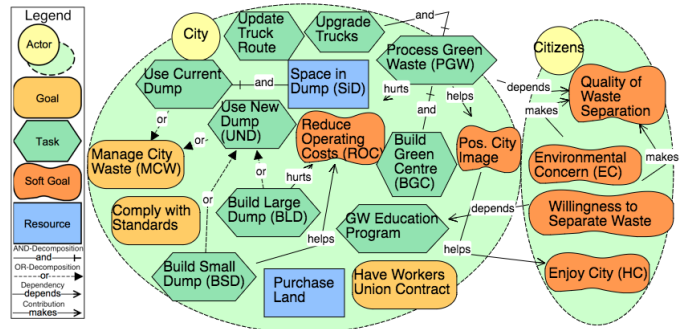 Legend
Actor
Goal
Task
Soft Goal
Resource
AND-Decomposition
and
OR-Decomposition
or
Dependency
depends
Contribution
makes
City
Update
Truck
Route
Upgrade
Trucks
and
Process Green
Waste (PGW)
Use Current
Dump
and
Space in
Dump (SiD)
hurts
and
helps
depends
or
Use New
Dump
(UND)
or
Reduce
Operating
Costs (ROC)
Build
Green
Centre
(BGC)
Pos. City
Image
Manage City
Waste (MCW)
or
or
hurts
Build Large
Dump (BLD)
Comply with
Standards
GW Education
Program
depends
helps
helps
Build Small
Dump (BSD)
Purchase
Land
Have Workers
Union Contract
Citizens
Quality of
Waste
Separation
makes
Environmental
Concern (EC)
makes
Willingness to
Separate Waste
Enjoy City (HC)